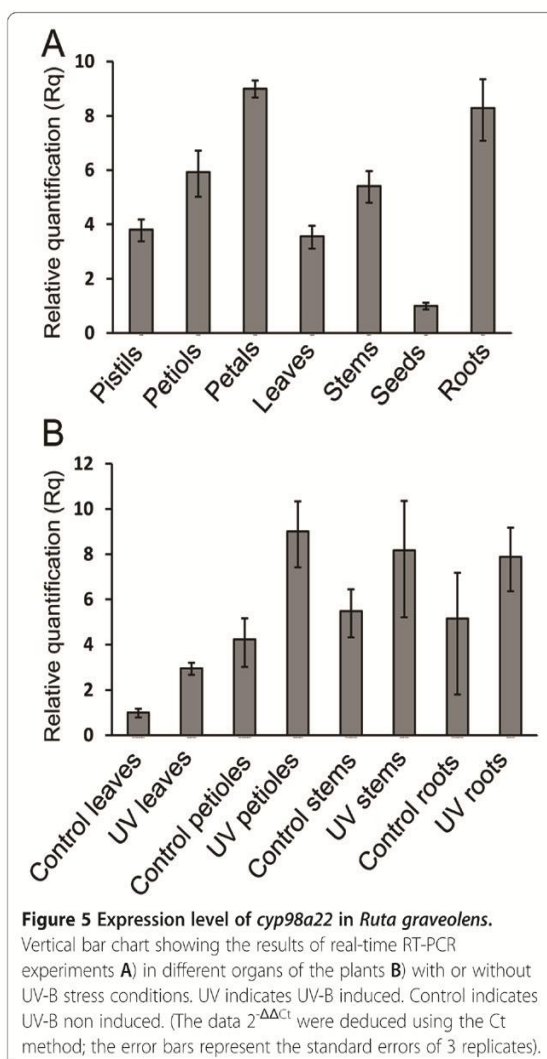 A
Relative quantification (Rq)
10
8
6
4
2
0
Pistils
Petiols
Petals
Leaves
Stems
Seeds
Roots
B
Relative quantification (Rq)
12
10
8
6
4
2
0
Control leaves
UV leaves
Control petioles
UV petioles
Control stems
UV stems
Control roots
UV roots
Figure 5 Expression level of cyp98a22 in Ruta graveolens.
Vertical bar chart showing the results of real-time RT-PCR
experiments A) in different organs of the plants B) with or without
UV-B stress conditions. UV indicates UV-B induced. Control indicates
UV-B non induced. (The data 2^-ΔΔCt were deduced using the Ct
method; the error bars represent the standard errors of 3 replicates).